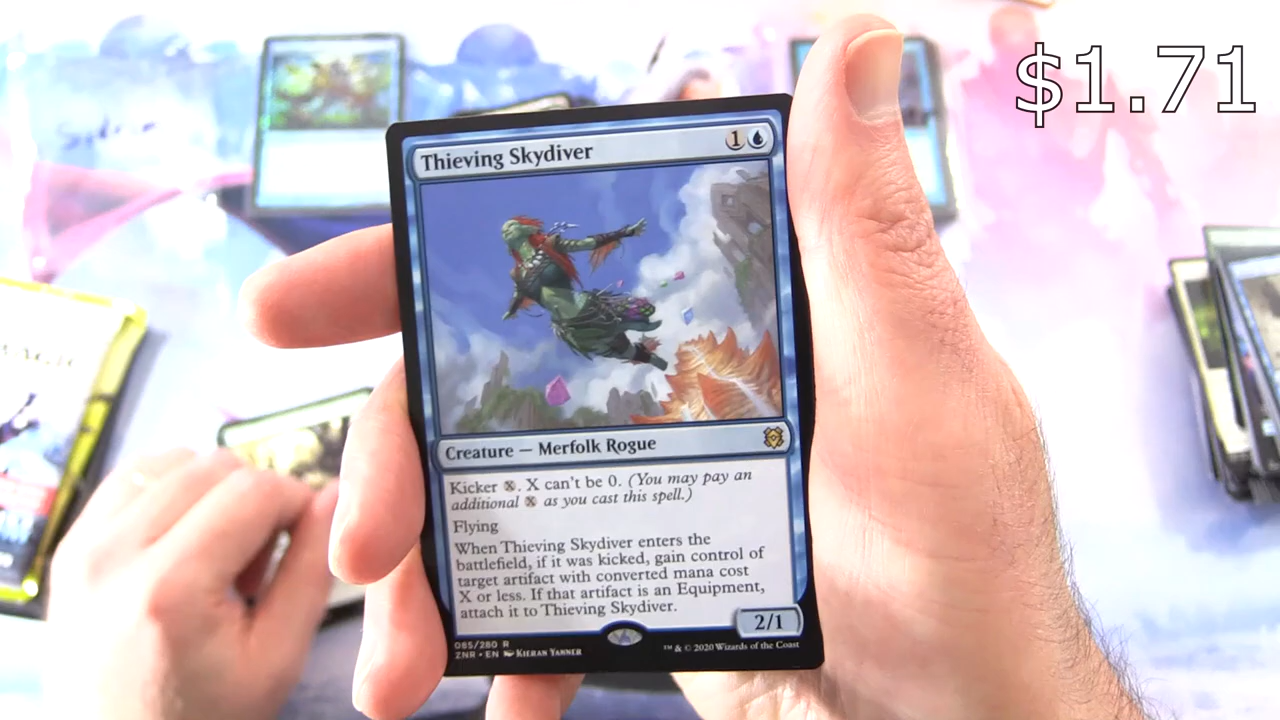 $1.71
Thieving Skydiver
1
Creature — Merfolk Rogue
Kicker X. X can't be 0. (You may pay an
additional X as you cast this spell.)
Flying
When Thieving Skydiver enters the
battlefield, if it was kicked, gain control of
target artifact with converted mana cost
X or less. If that artifact is an Equipment,
attach it to Thieving Skydiver.
2/1
085/280 R
ZNR • EN Kieran Yanner
™ & © 2020 Wizards of the Coast